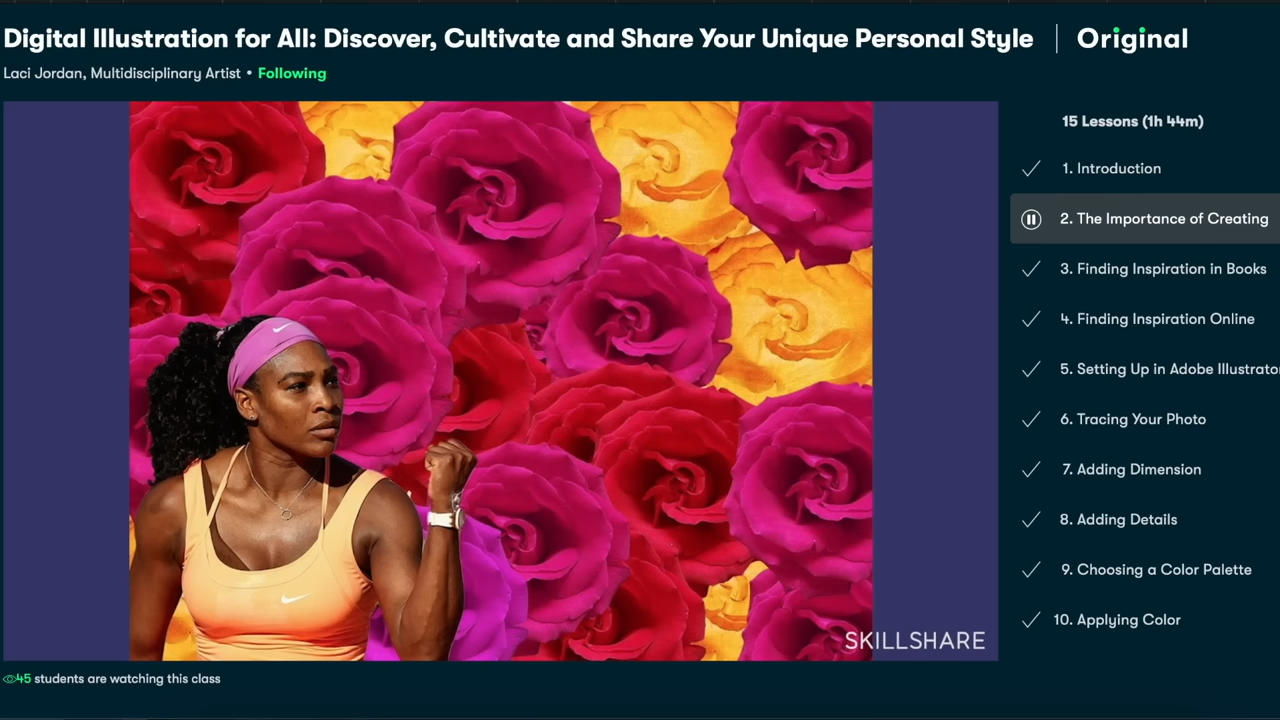 Digital Illustration for All: Discover, Cultivate and Share Your Unique Personal Style | Original
Laci Jordan, Multidisciplinary Artist • Following
15 Lessons (1h 44m)
1. Introduction
2. The Importance of Creating
3. Finding Inspiration in Books
4. Finding Inspiration Online
5. Setting Up in Adobe Illustrator
6. Tracing Your Photo
7. Adding Dimension
8. Adding Details
9. Choosing a Color Palette
10. Applying Color
SKILLSHARE
45 students are watching this class